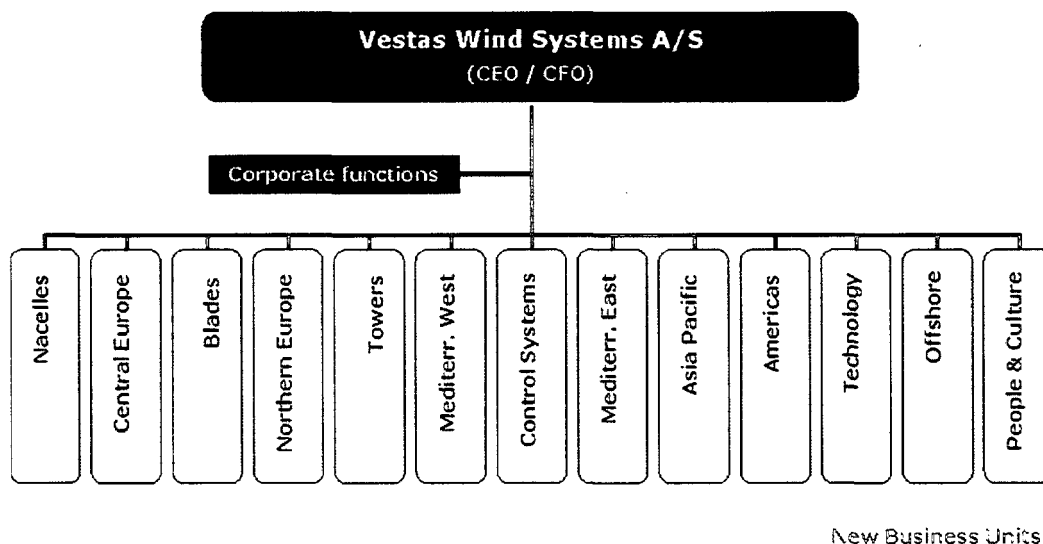 Vestas Wind Systems A/S
(CEO / CFO)
Corporate functions
Nacelles
Central Europe
Blades
Northern Europe
Towers
Mediterr. West
Control Systems
Mediterr. East
Asia Pacific
Americas
Technology
Offshore
People & Culture
New Business Units